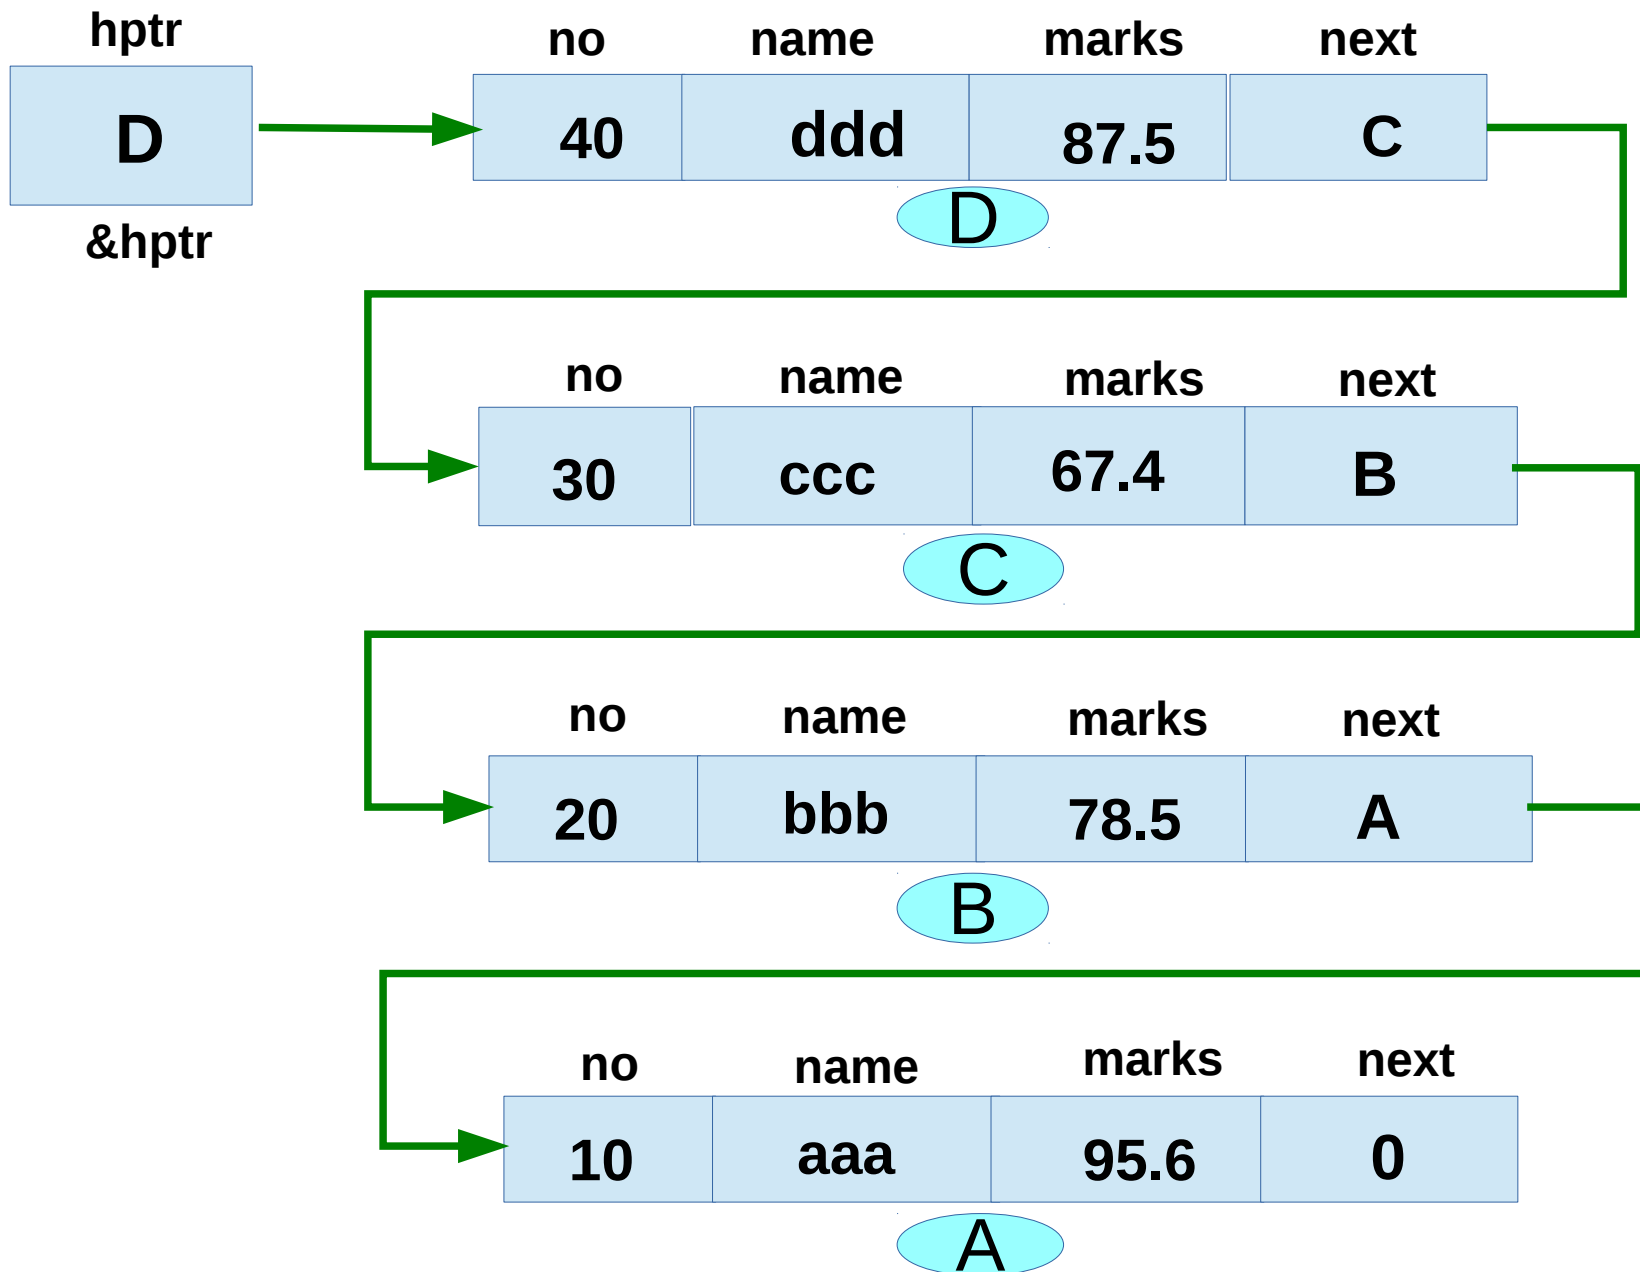 hptr
D
&hptr
no name marks next
40 ddd 87.5 C
D
no name marks next
30 ccc 67.4 B
C
no name marks next
20 bbb 78.5 A
B
no name marks next
10 aaa 95.6 0
A